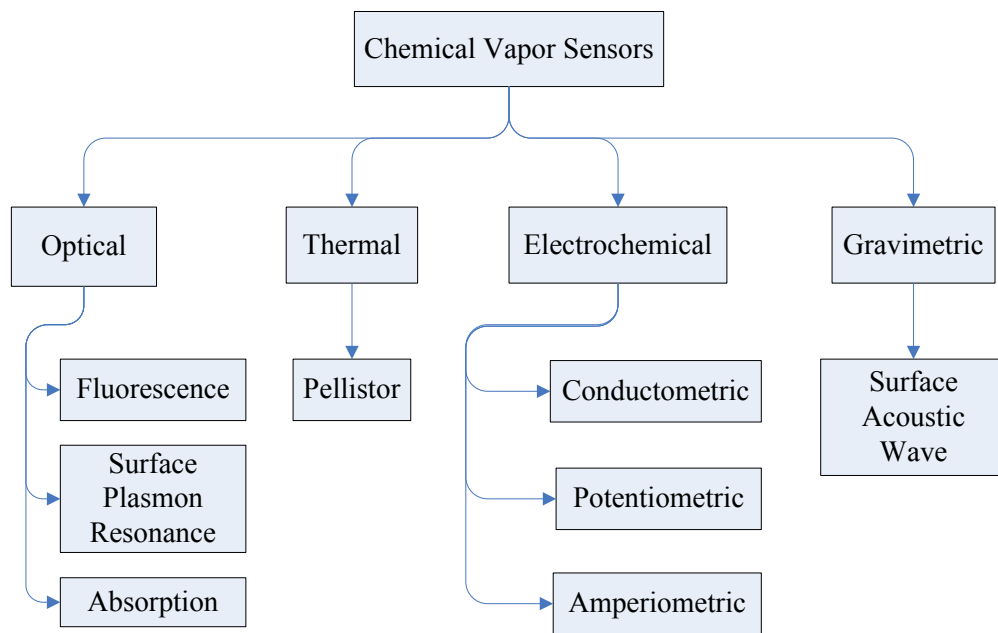 Chemical Vapor Sensors
Optical
Thermal
Electrochemical
Gravimetric
Fluorescence
Surface
Plasmon
Resonance
Absorption
Pellistor
Conductometric
Potentiometric
Amperiometric
Surface
Acoustic
Wave